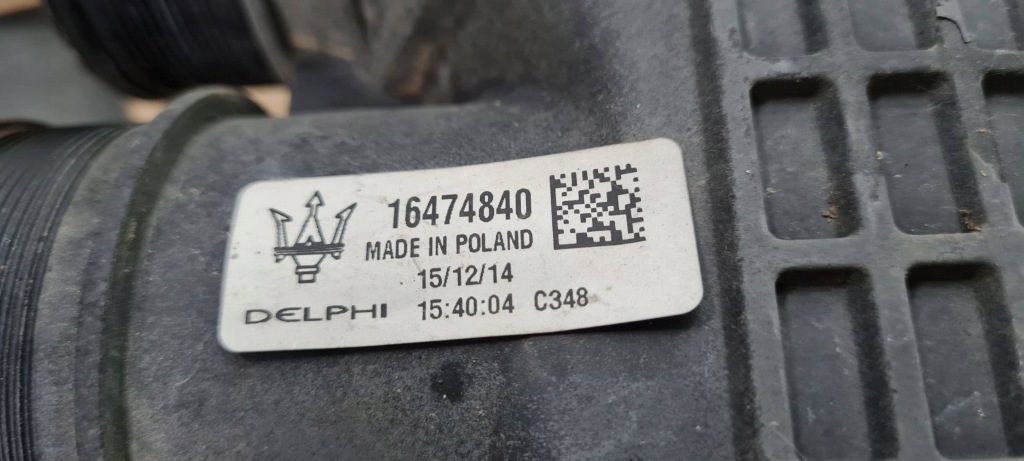 16474840
MADE IN POLAND
15/12/14
DELPHI 15:40:04 C348